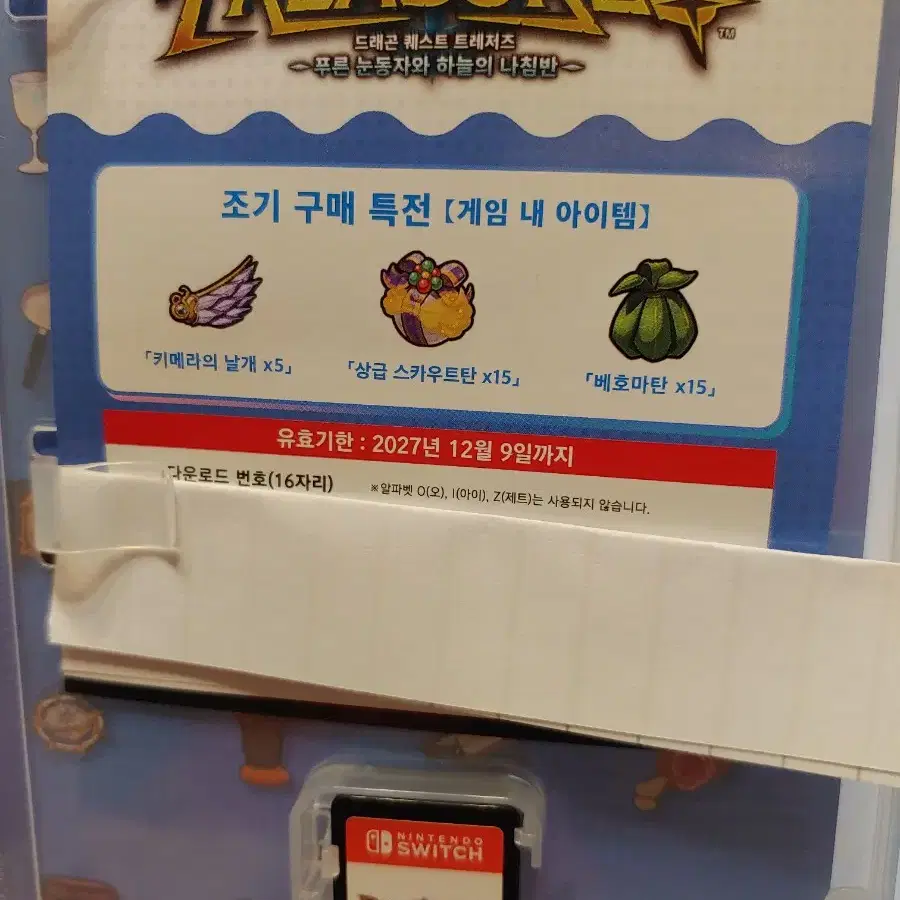 TREASURES
TM
드래곤 퀘스트 트레저즈
~푸른 눈동자와 하늘의 나침반~
조기 구매 특전【게임 내 아이템】
「키메라의 날개 x5」
「상급 스카우트탄 x15」
「베호마탄 x15」
유효기한 : 2027년 12월 9일까지
다운로드 번호(16자리)
※알파벳 O(오), I(아이), Z(제트)는 사용되지 않습니다.
NINTENDO
SWITCH